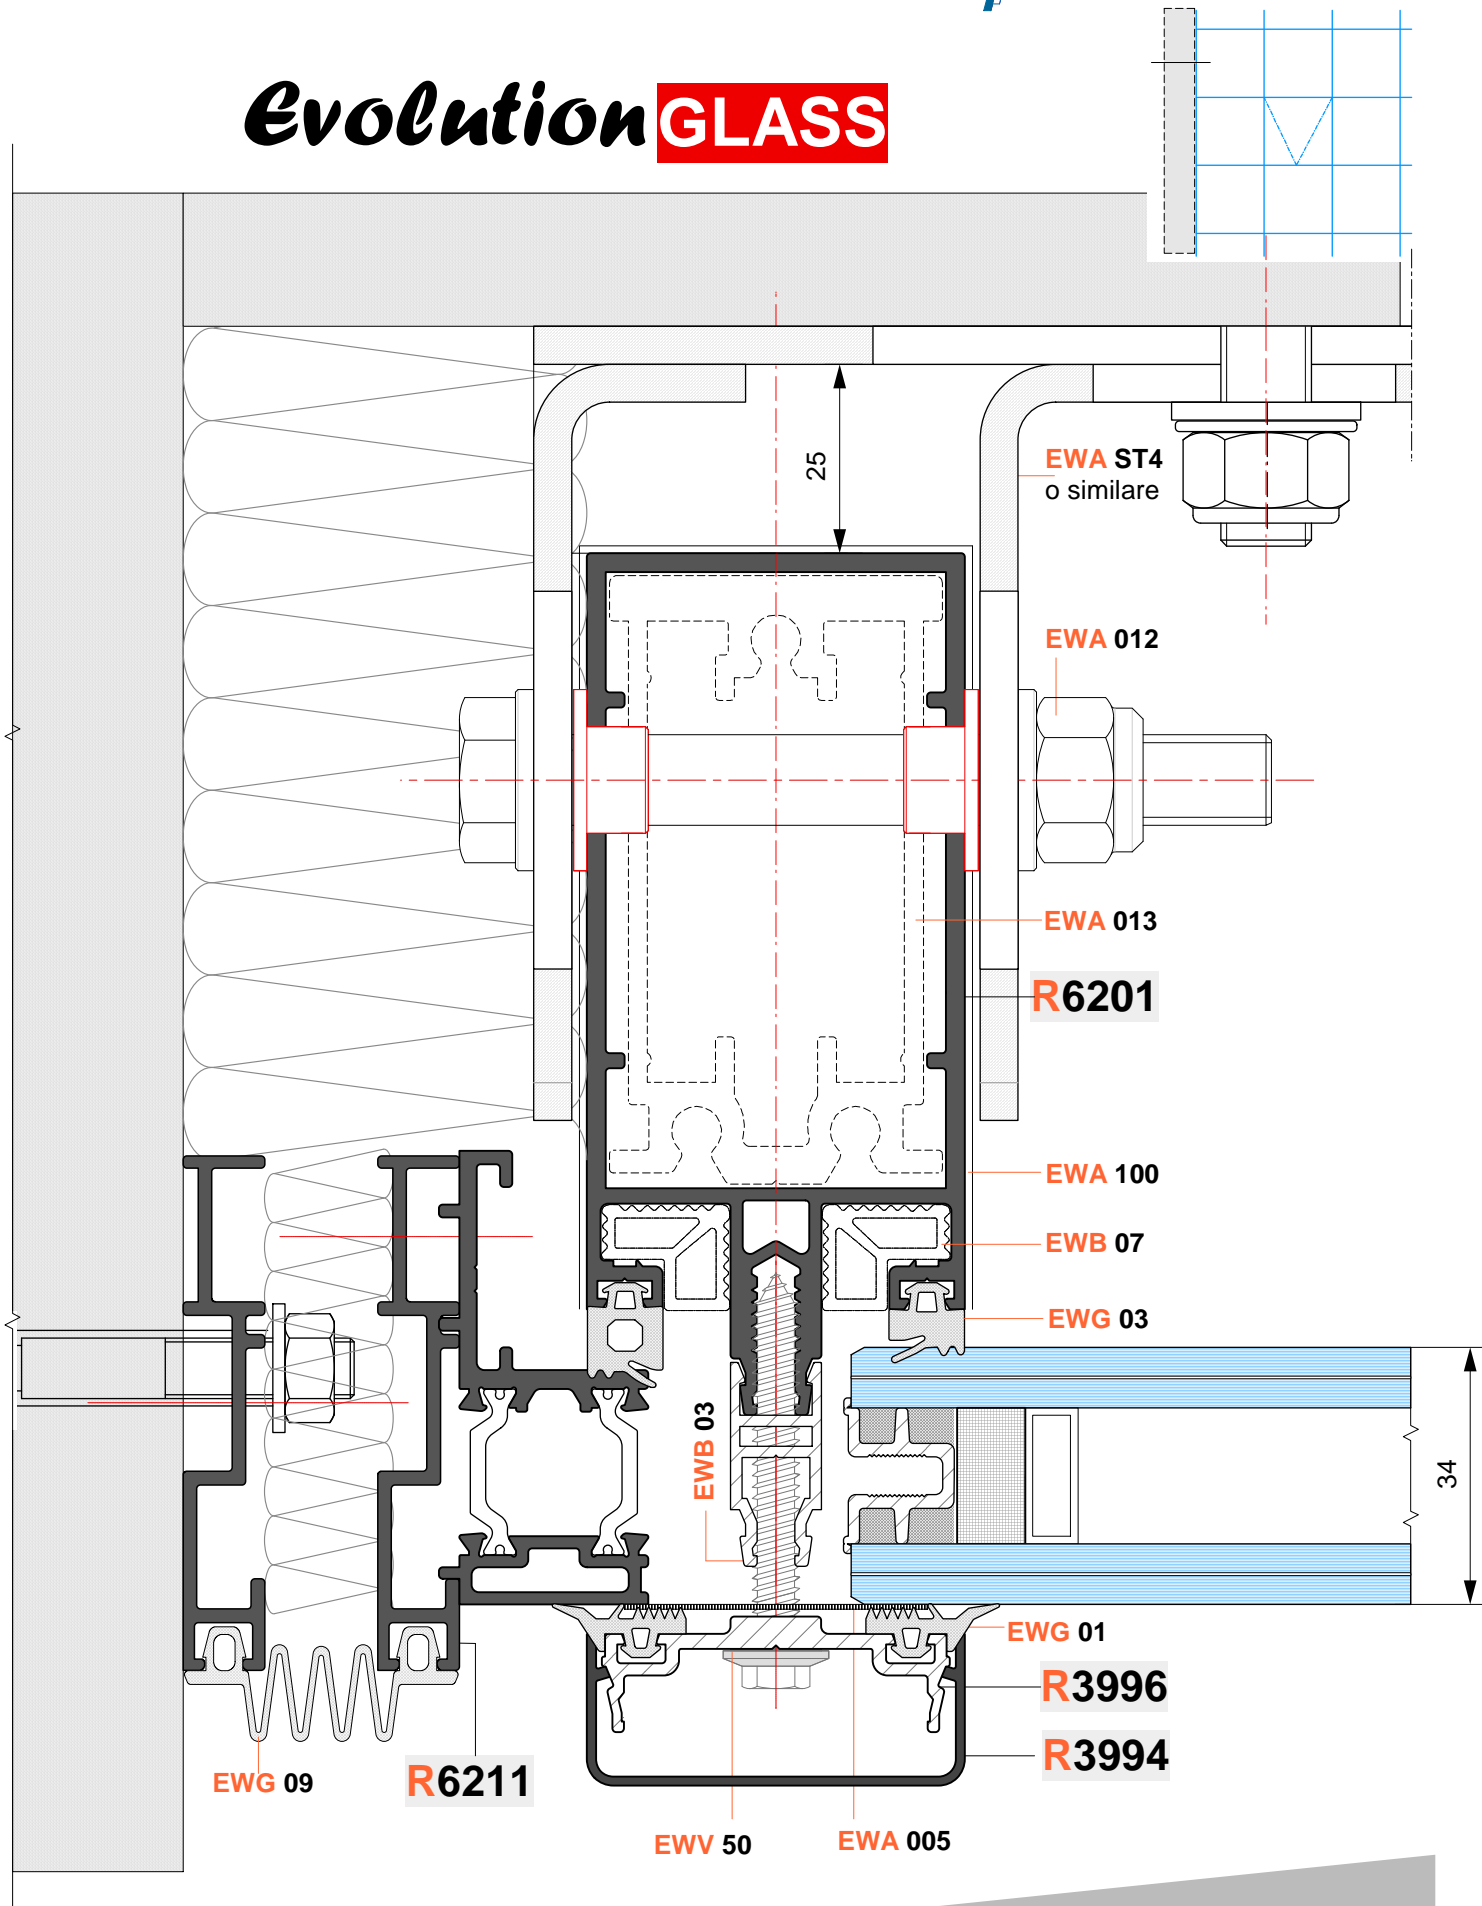 Evolution GLASS
25
EWA ST4
o similare
EWA 012
EWA 013
R6201
EWA 100
EWB 07
EWG 03
EWB 03
34
EWG 01
R3996
R3994
EWG 09
R6211
EWV 50
EWA 005